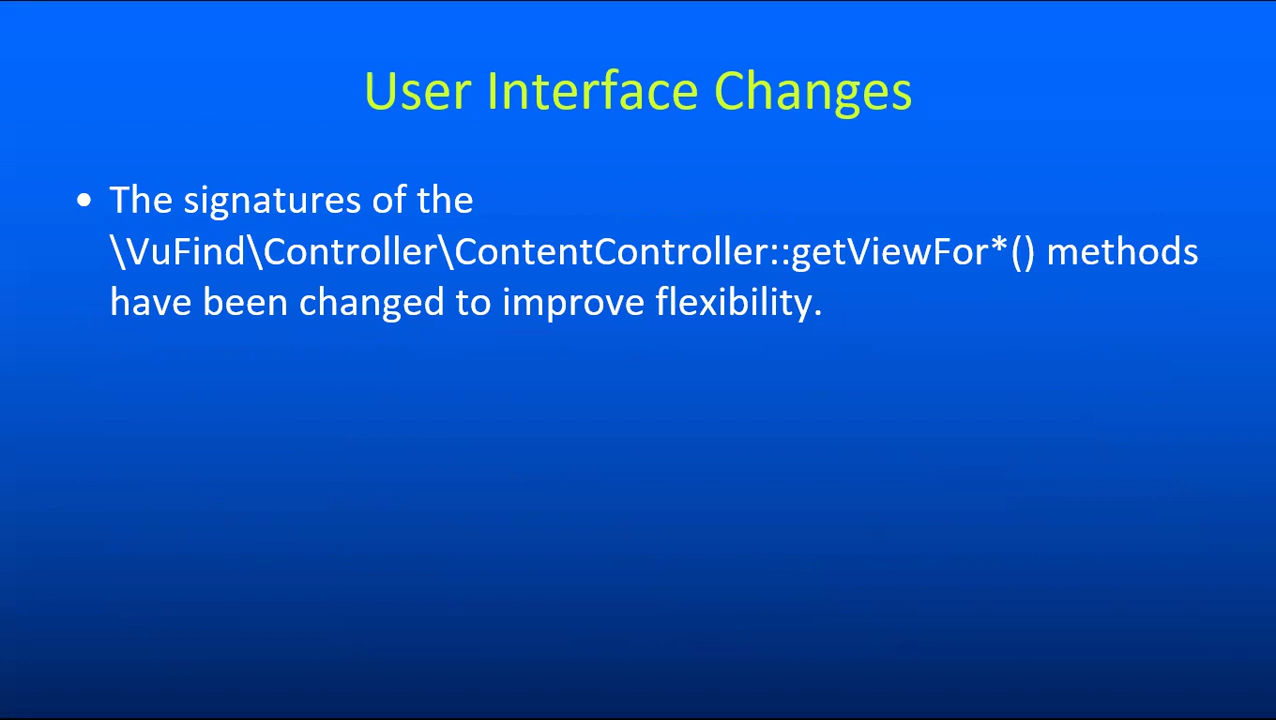 User Interface Changes
• The signatures of the
\VuFind\Controller\ContentController::getViewFor*() methods
have been changed to improve flexibility.